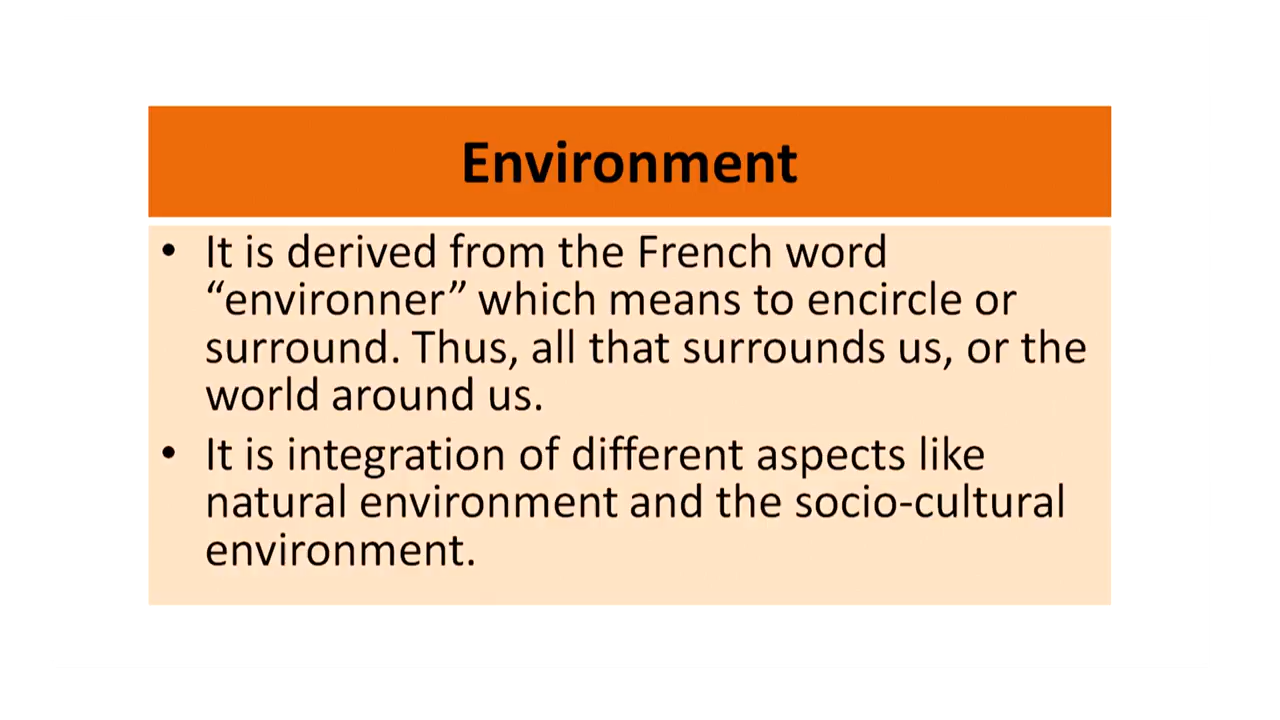 Environment
• It is derived from the French word
“environner” which means to encircle or
surround. Thus, all that surrounds us, or the
world around us.
• It is integration of different aspects like
natural environment and the socio-cultural
environment.